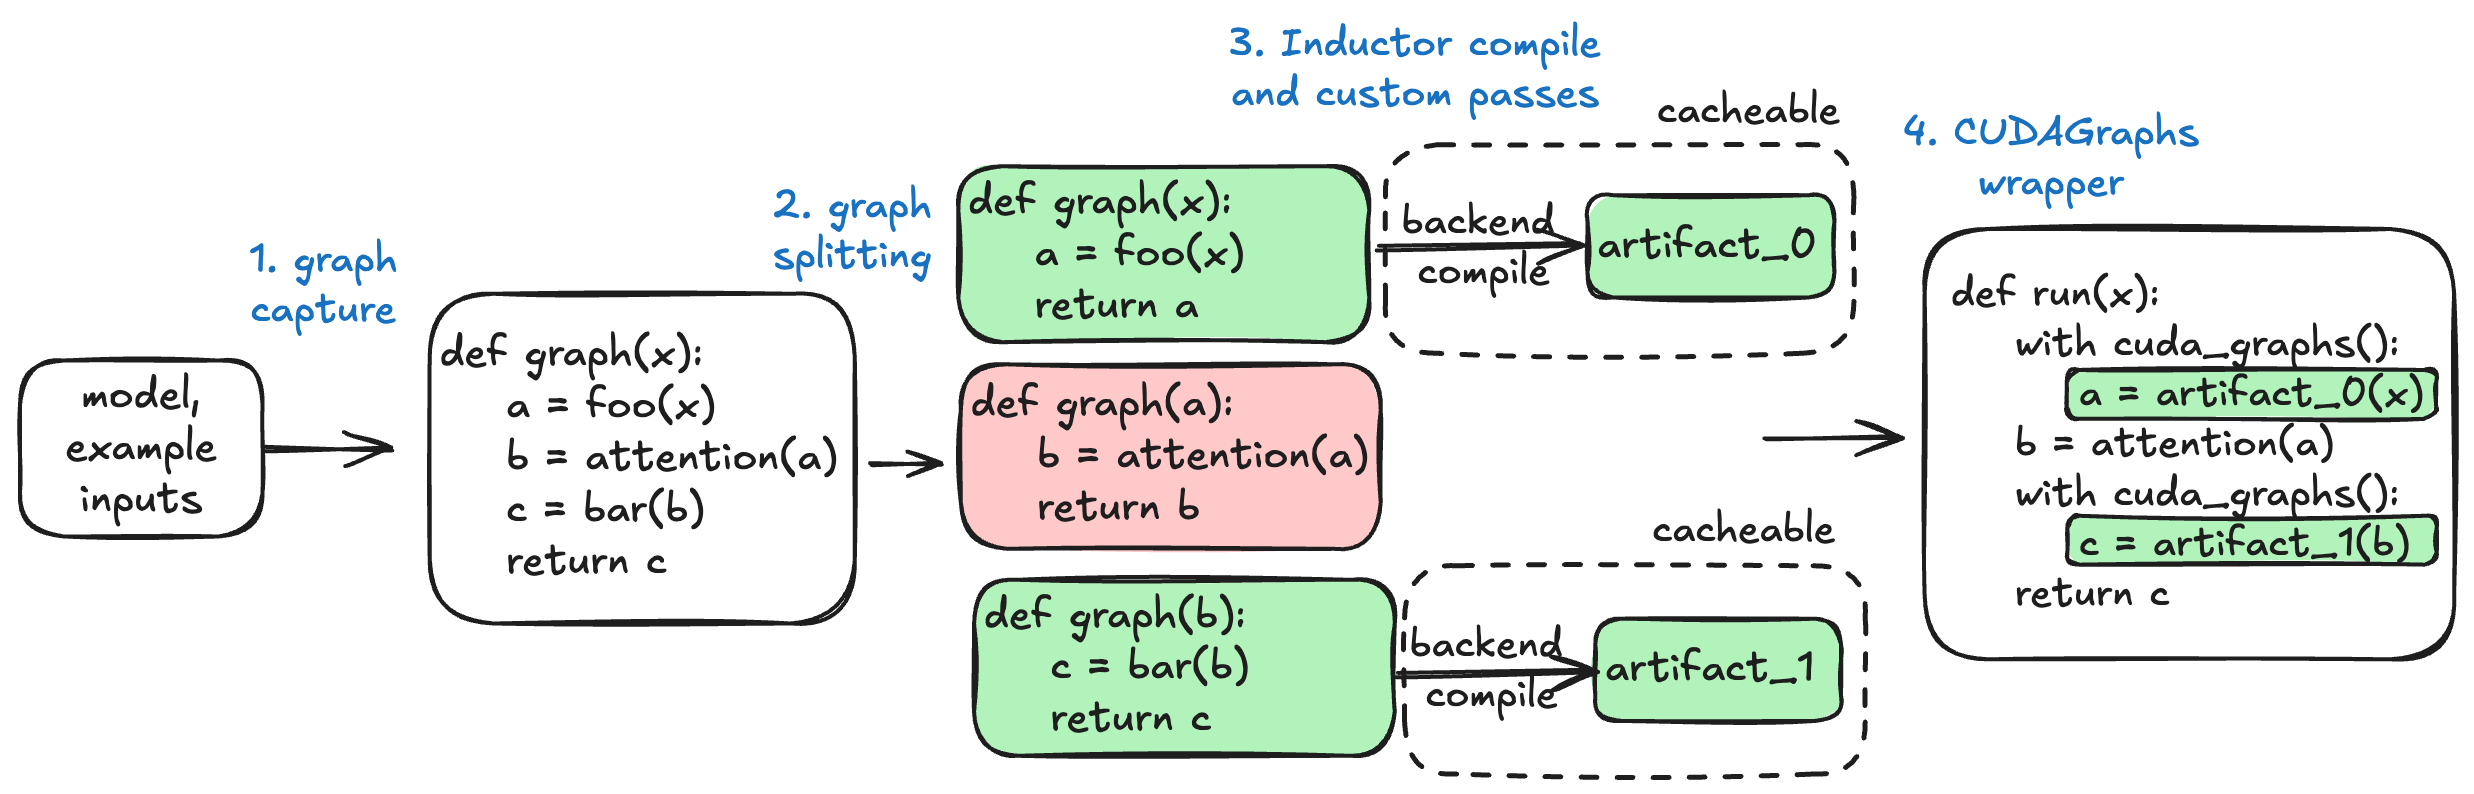 1. graph
capture
model,
example
inputs
def graph(x):
a = foo(x)
b = attention(a)
c = bar(b)
return c
2. graph
splitting
def graph(x):
a = foo(x)
return a
def graph(a):
b = attention(a)
return b
def graph(b):
c = bar(b)
return c
3. Inductor compile
and custom passes
cacheable
backend
compile
artifact_0
cacheable
backend
compile
artifact_1
4. CUDAGraphs
wrapper
def run(x):
with cuda_graphs():
a = artifact_0(x)
b = attention(a)
with cuda_graphs():
c = artifact_1(b)
return c